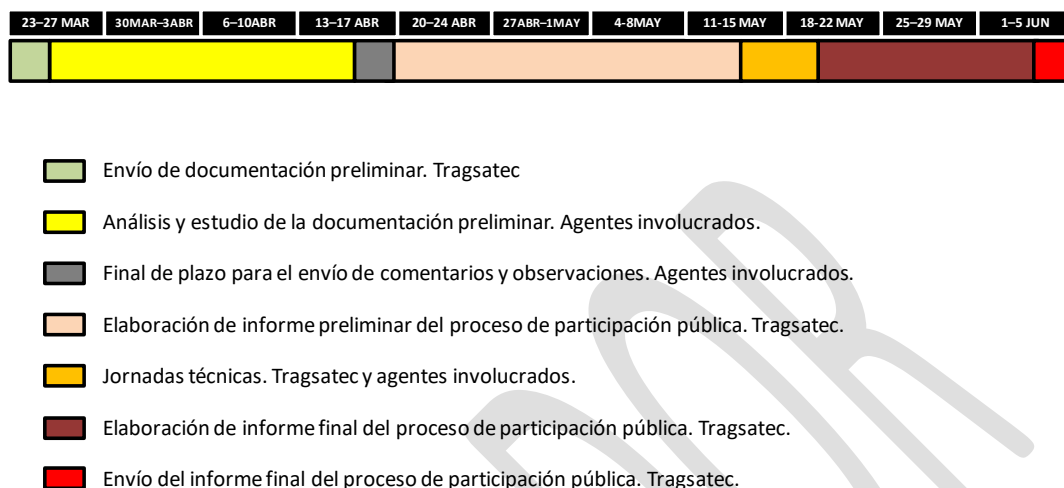 23–27 MAR 30MAR–3ABR 6–10ABR 13–17 ABR 20–24 ABR 27ABR–1MAY 4-8MAY 11-15 MAY 18-22 MAY 25–29 MAY 1–5 JUN
Envío de documentación preliminar. Tragsatec
Análisis y estudio de la documentación preliminar. Agentes involucrados.
Final de plazo para el envío de comentarios y observaciones. Agentes involucrados.
Elaboración de informe preliminar del proceso de participación pública. Tragsatec.
Jornadas técnicas. Tragsatec y agentes involucrados.
Elaboración de informe final del proceso de participación pública. Tragsatec.
Envío del informe final del proceso de participación pública. Tragsatec.